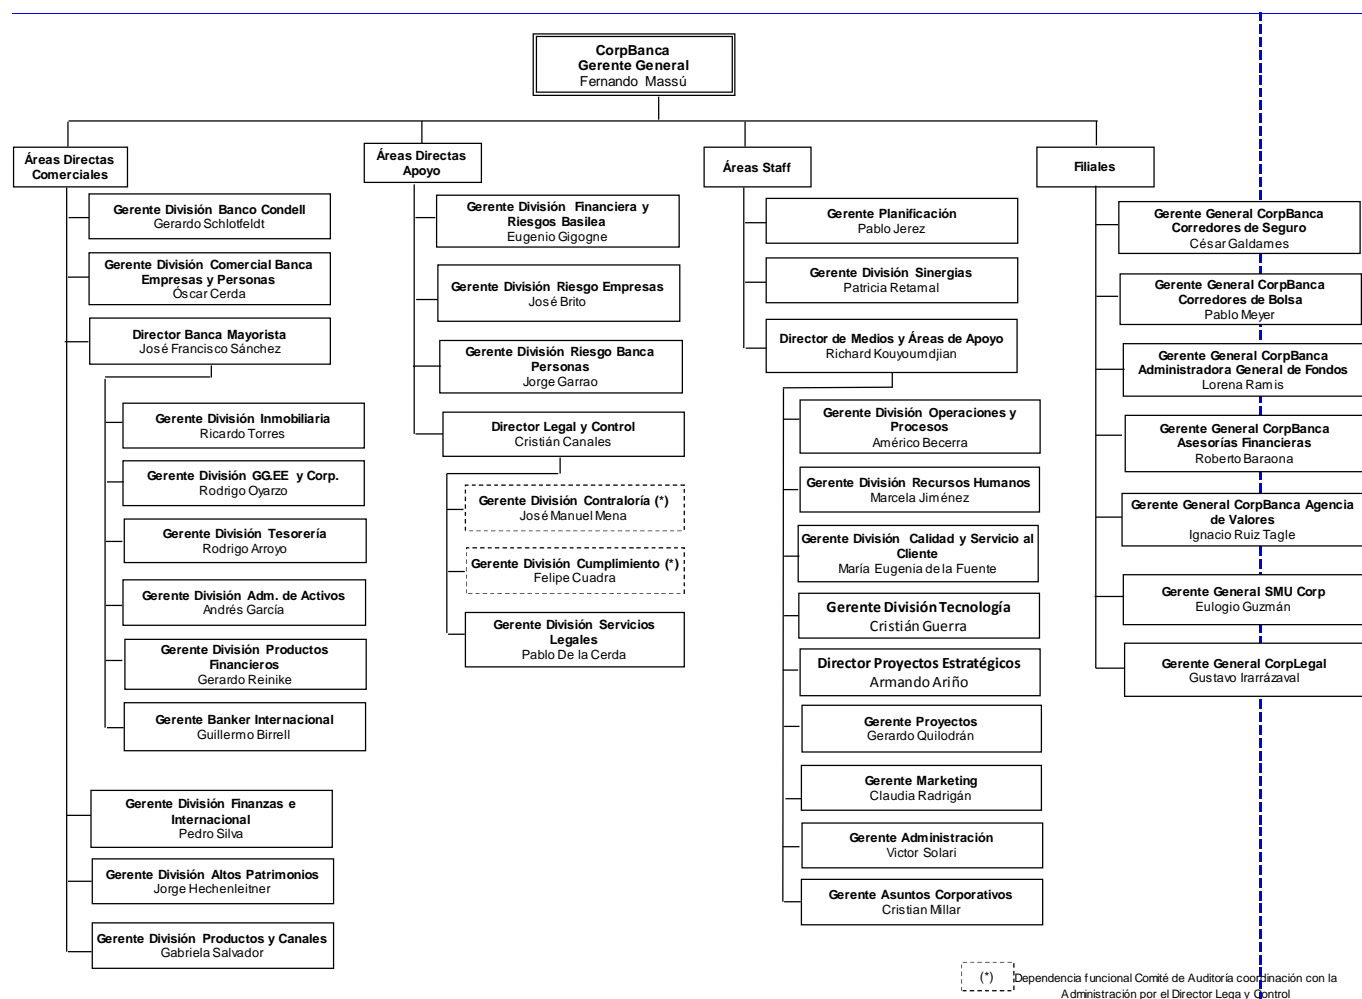 CorpBanca
Gerente General
Fernando Massú
Áreas Directas
Comerciales
Gerente División Banco Condell
Gerardo Schlotfeldt
Gerente División Comercial Banca
Empresas y Personas
Óscar Cerda
Director Banca Mayorista
José Francisco Sánchez
Gerente División Inmobiliaria
Ricardo Torres
Gerente División GG.EE y Corp.
Rodrigo Oyarzo
Gerente División Tesorería
Rodrigo Arroyo
Gerente División Adm. de Activos
Andrés García
Gerente División Productos
Financieros
Gerardo Reinike
Gerente Banker Internacional
Guillermo Birrell
Gerente División Finanzas e
Internacional
Pedro Silva
Gerente División Altos Patrimonios
Jorge Hechenleitner
Gerente División Productos y Canales
Gabriela Salvador
Áreas Directas
Apoyo
Gerente División Financiera y
Riesgos Basilea
Eugenio Gigogne
Gerente División Riesgo Empresas
José Brito
Gerente División Riesgo Banca
Personas
Jorge Garrao
Director Legal y Control
Cristián Canales
Gerente División Contraloría (*)
José Manuel Mena
Gerente División Cumplimiento (*)
Felipe Cuadra
Gerente División Servicios
Legales
Pablo De la Cerda
Áreas Staff
Gerente Planificación
Pablo Jerez
Gerente División Sinergias
Patricia Retamal
Director de Medios y Áreas de Apoyo
Richard Kouyoumdjian
Gerente División Operaciones y
Procesos
Américo Becerra
Gerente División Recursos Humanos
Marcela Jiménez
Gerente División Calidad y Servicio al
Cliente
María Eugenia de la Fuente
Gerente División Tecnología
Cristián Guerra
Director Proyectos Estratégicos
Armando Ariño
Gerente Proyectos
Gerardo Quilodrán
Gerente Marketing
Claudia Radrigán
Gerente Administración
Victor Solari
Gerente Asuntos Corporativos
Cristian Millar
Filiales
Gerente General CorpBanca
Corredores de Seguro
César Galdames
Gerente General CorpBanca
Corredores de Bolsa
Pablo Meyer
Gerente General CorpBanca
Administradora General de Fondos
Lorena Ramis
Gerente General CorpBanca
Asesorías Financieras
Roberto Baraona
Gerente General CorpBanca Agencia
de Valores
Ignacio Ruiz Tagle
Gerente General SMU Corp
Eulogio Guzmán
Gerente General CorpLegal
Gustavo Irarrázaval
(*) Dependencia funcional Comité de Auditoría coordinación con la
Administración por el Director Lega y Control